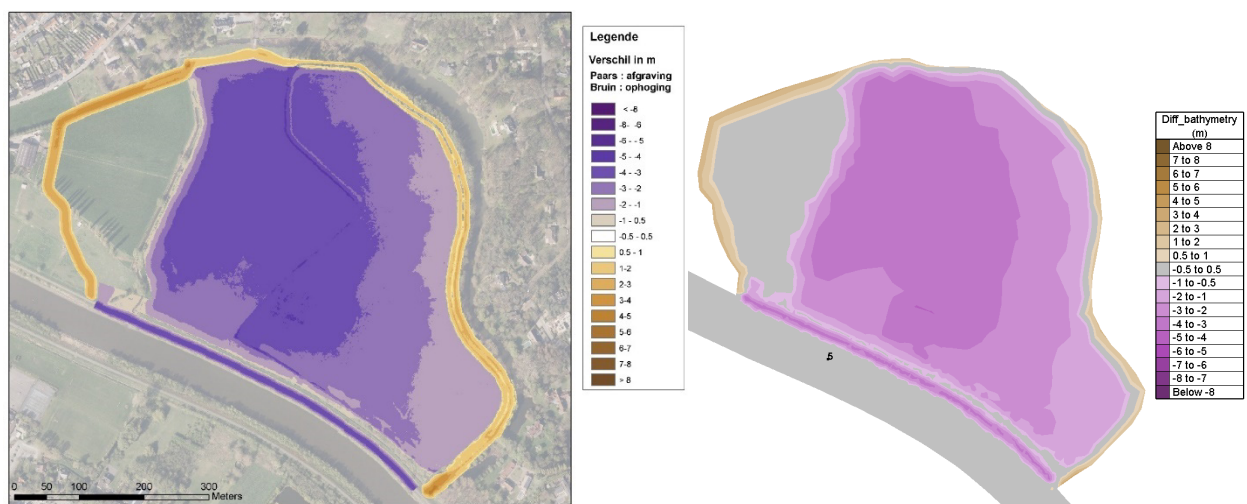 Legende
Verschil in m
Paars : afgraving
Bruin : ophoging
< -8
-8- -6
-6 - -5
-5 - -4
-4 - -3
-3 - -2
-2 - -1
-1 - 0.5
-0.5 - 0.5
0.5 - 1
1-2
2-3
3-4
4-5
5-6
6-7
7-8
> 8
0 50 100 200 300
Meters
5
Diff_bathymetry
(m)
Above 8
7 to 8
6 to 7
5 to 6
4 to 5
3 to 4
2 to 3
1 to 2
0.5 to 1
-0.5 to 0.5
-1 to -0.5
-2 to -1
-3 to -2
-4 to -3
-5 to -4
-6 to -5
-7 to -6
-8 to -7
Below -8